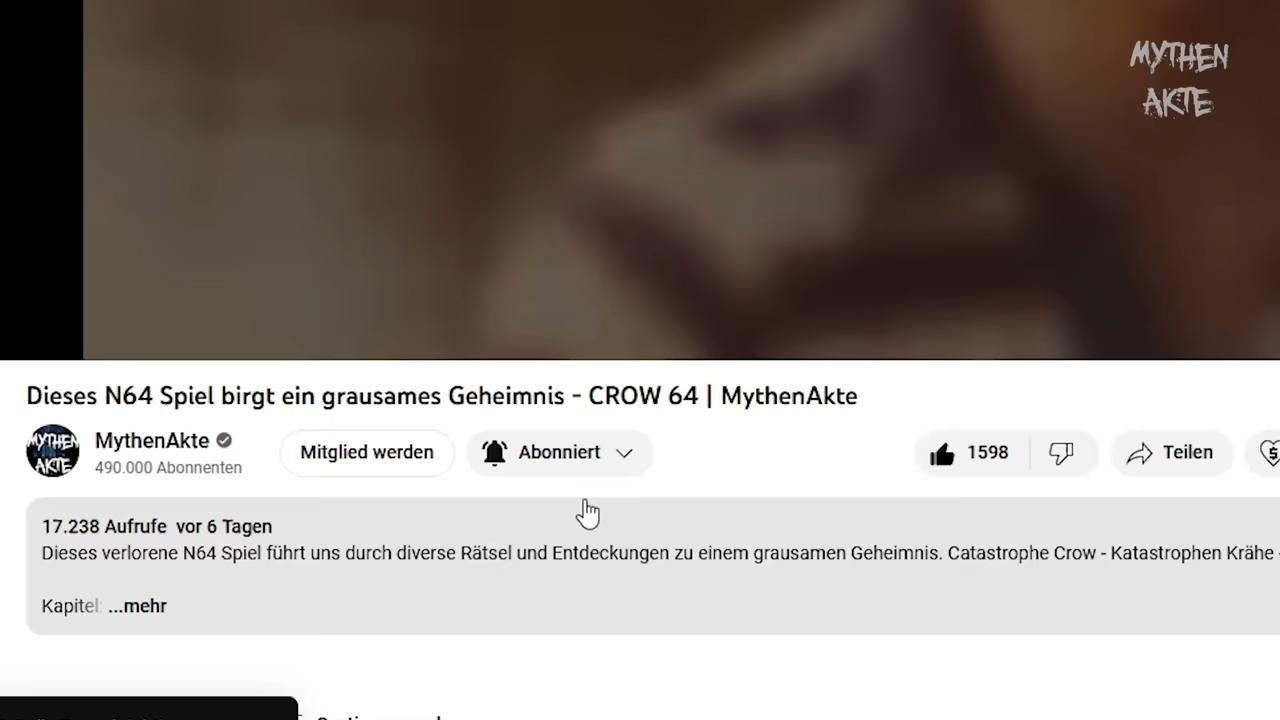 MYTHEN
AKTE
Dieses N64 Spiel birgt ein grausames Geheimnis - CROW 64 | MythenAkte
MYTHEN
AKTE
MythenAkte
490.000 Abonnenten
Mitglied werden
Abonniert
1598
Teilen
17.238 Aufrufe vor 6 Tagen
Dieses verlorene N64 Spiel führt uns durch diverse Rätsel und Entdeckungen zu einem grausamen Geheimnis. Catastrophe Crow - Katastrophen Krähe -
Kapitel: ...mehr